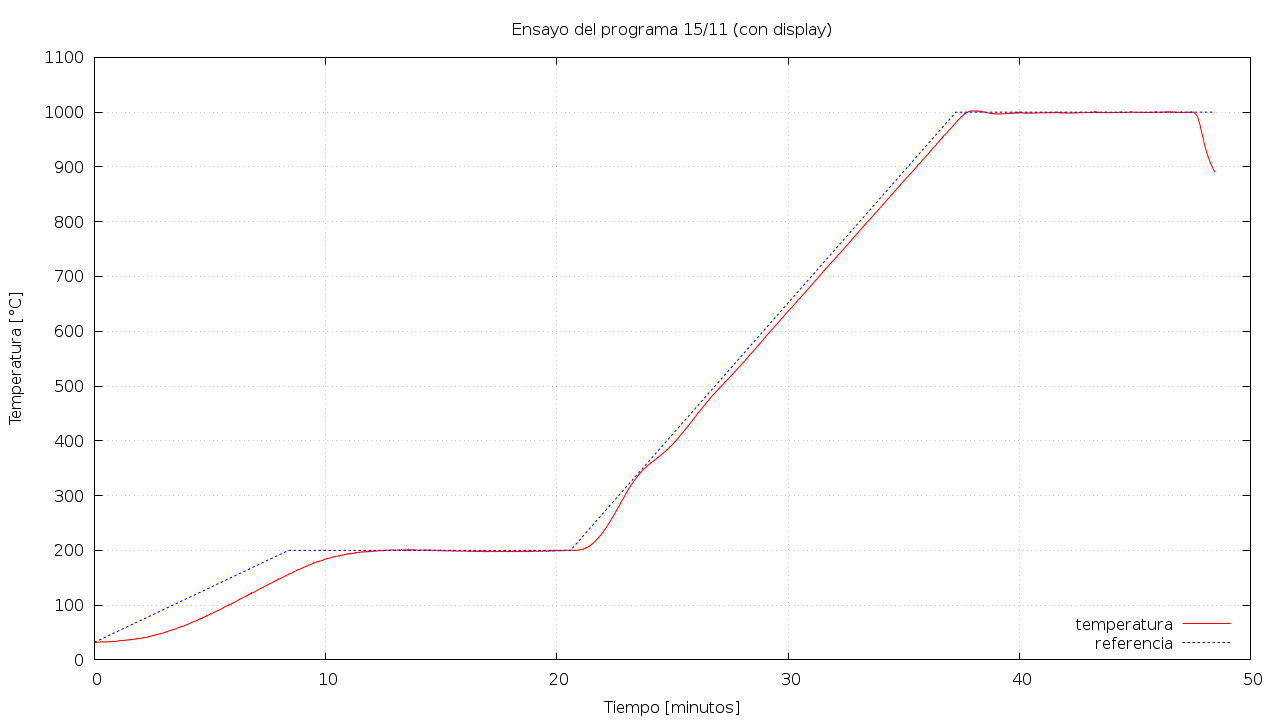 Ensayo del programa 15/11 (con display)
1100
1000
900
800
700
600
500
400
300
200
100
0
Temperatura [°C]
temperatura
referencia
0 10 20 30 40 50
Tiempo [minutos]